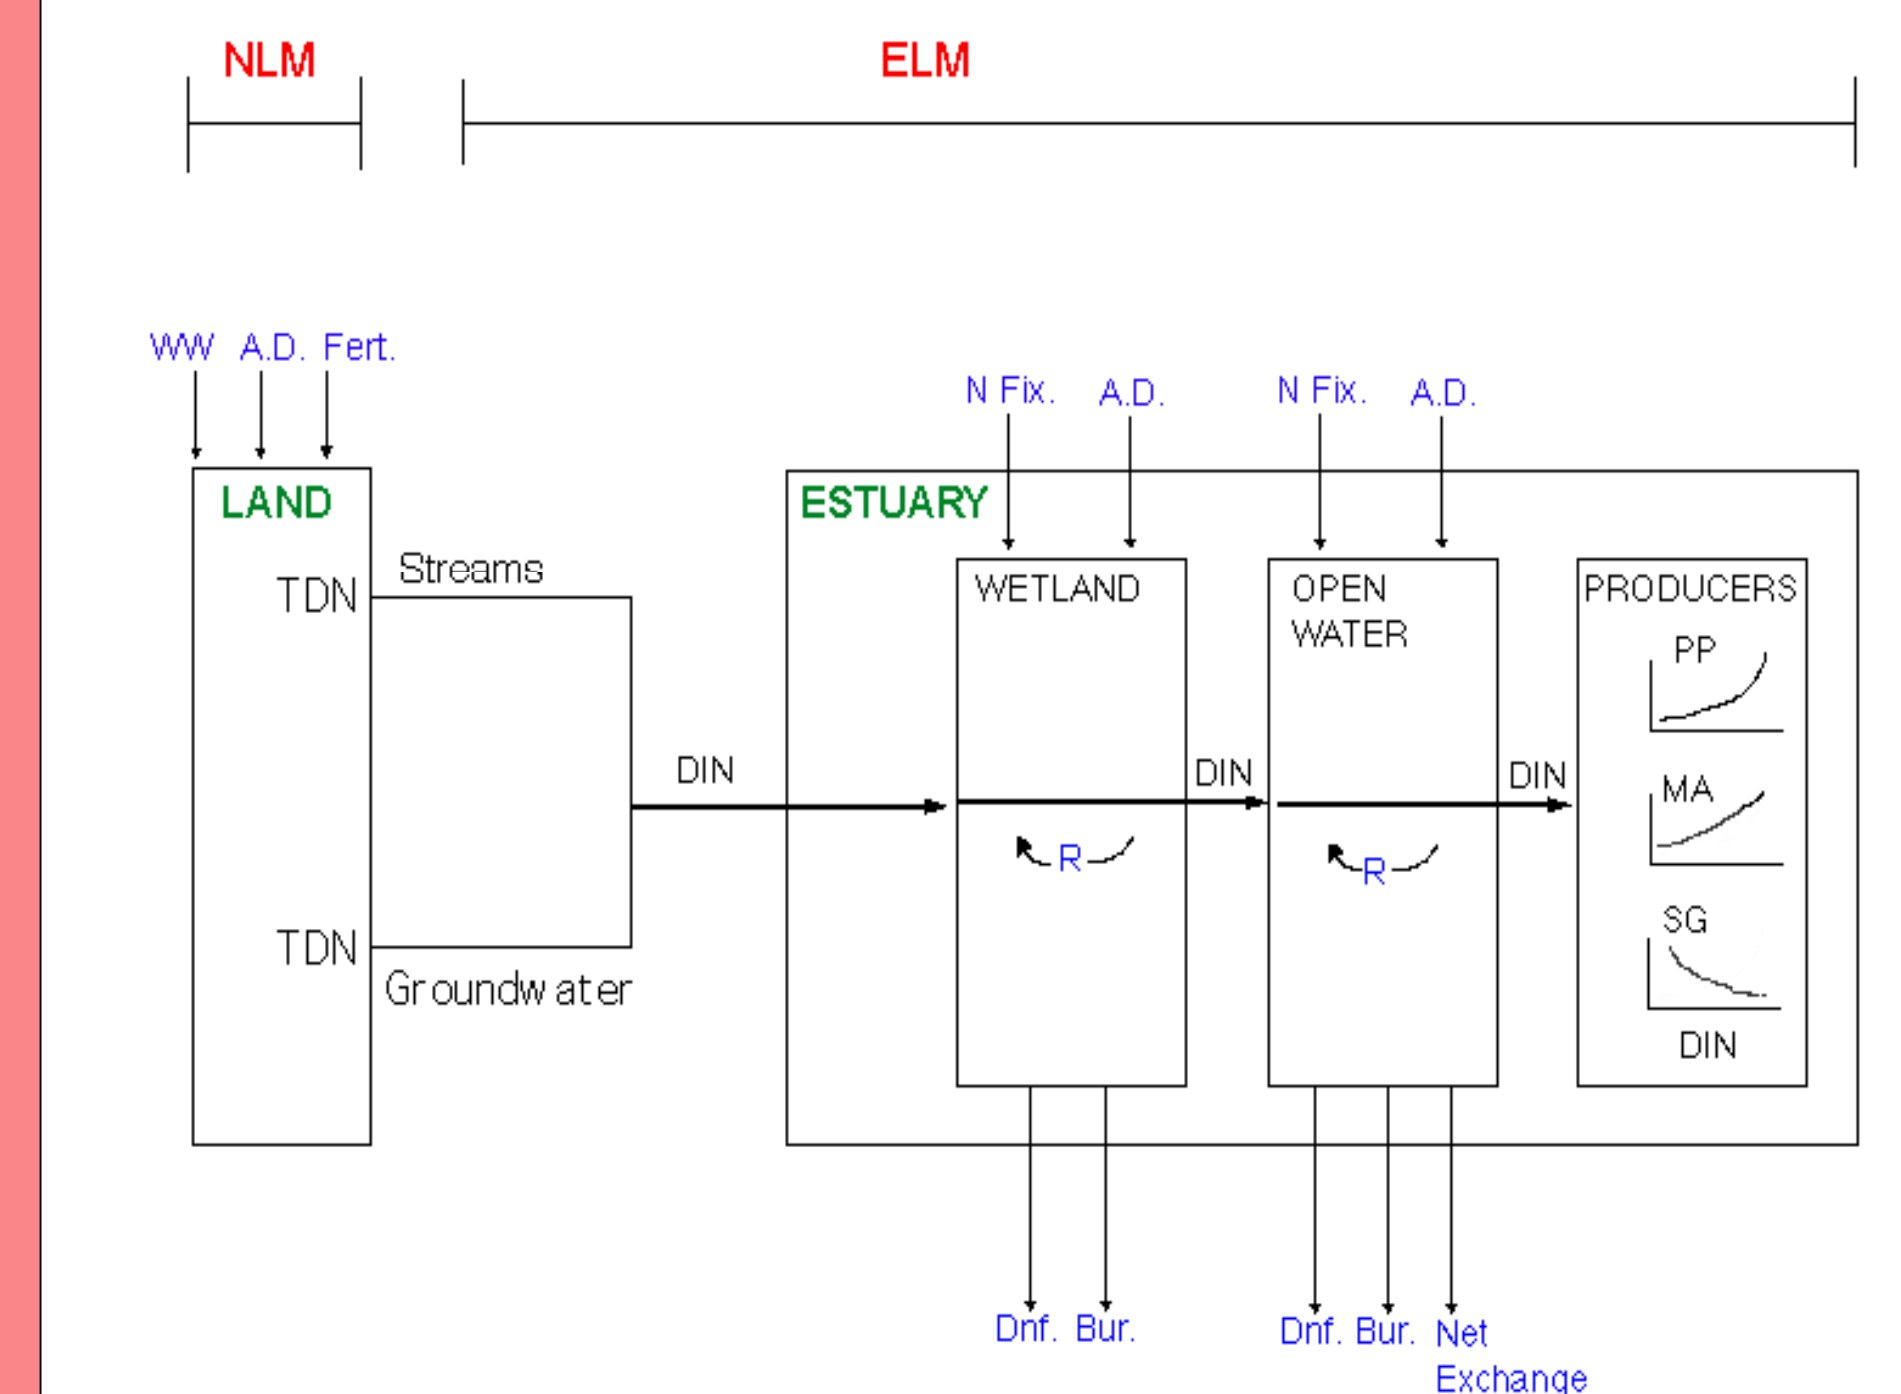 NLM
ELM
WW A.D. Fert.
N Fix. A.D. N Fix. A.D.
LAND
ESTUARY
TDN
Streams
WETLAND
OPEN
WATER
PRODUCERS
PP
DIN
DIN
DIN
MA
R
R
SG
TDN
Groundwater
DIN
Dnf. Bur.
Dnf. Bur. Net
Exchange